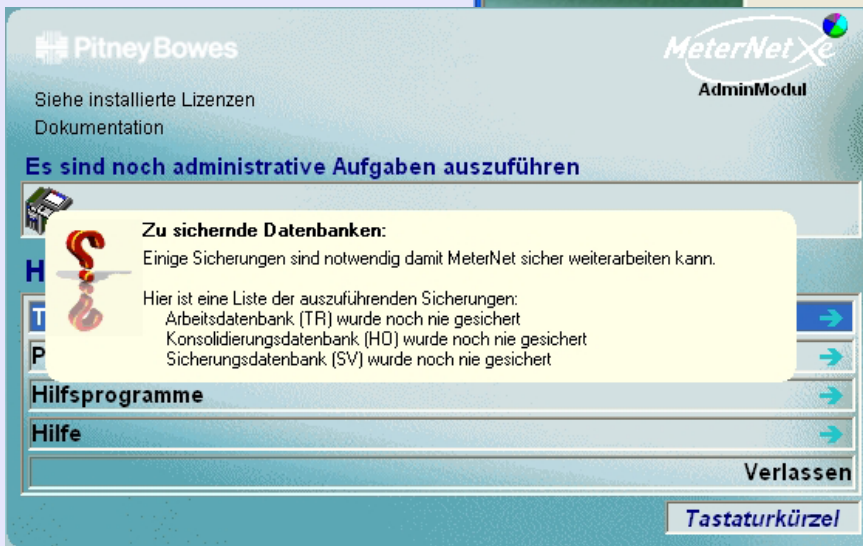 PitneyBowes
MeterNet Xe
AdminModul
Siehe installierte Lizenzen
Dokumentation
Es sind noch administrative Aufgaben auszuführen
Zu sichernde Datenbanken:
Einige Sicherungen sind notwendig damit MeterNet sicher weiterarbeiten kann.
Hier ist eine Liste der auszuführenden Sicherungen:
Arbeitsdatenbank (TR) wurde noch nie gesichert
Konsolidierungsdatenbank (HO) wurde noch nie gesichert
Sicherungsdatenbank (SV) wurde noch nie gesichert
H
T
P
Hilfsprogramme
Hilfe
Verlassen
Tastaturkürzel